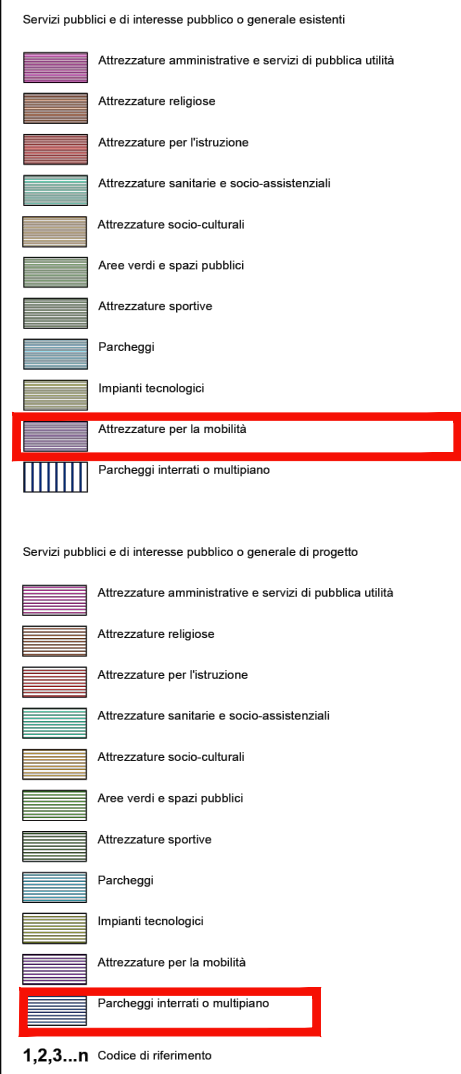 Servizi pubblici e di interesse pubblico o generale esistenti
Attrezzature amministrative e servizi di pubblica utilità
Attrezzature religiose
Attrezzature per l'istruzione
Attrezzature sanitarie e socio-assistenziali
Attrezzature socio-culturali
Aree verdi e spazi pubblici
Attrezzature sportive
Parcheggi
Impianti tecnologici
Attrezzature per la mobilità
Parcheggi interrati o multipiano
Servizi pubblici e di interesse pubblico o generale di progetto
Attrezzature amministrative e servizi di pubblica utilità
Attrezzature religiose
Attrezzature per l'istruzione
Attrezzature sanitarie e socio-assistenziali
Attrezzature socio-culturali
Aree verdi e spazi pubblici
Attrezzature sportive
Parcheggi
Impianti tecnologici
Attrezzature per la mobilità
Parcheggi interrati o multipiano
1,2,3...n Codice di riferimento